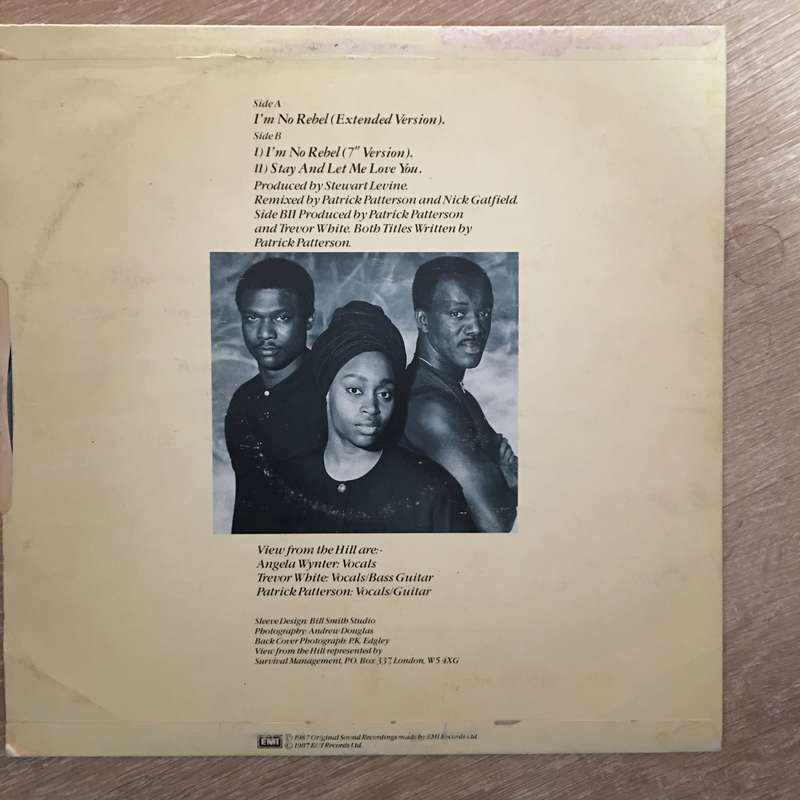 Side A
I'm No Rebel (Extended Version).
Side B
I) I'm No Rebel (7" Version).
II) Stay And Let Me Love You.
Produced by Stewart Levine.
Remixed by Patrick Patterson and Nick Gatfield.
Side BII Produced by Patrick Patterson
and Trevor White. Both Titles Written by
Patrick Patterson.
View from the Hill are:-
Angela Wynter: Vocals
Trevor White: Vocals/Bass Guitar
Patrick Patterson: Vocals/Guitar
Sleeve Design: Bill Smith Studio
Photography: Andrew Douglas
Back Cover Photograph: P.K. Edgley
View from the Hill represented by
Survival Management, P.O. Box 337 London, W5 4XG
EMI ℗ 1987 Original Sound Recordings made by EMI Records Ltd.
© 1987 EMI Records Ltd.